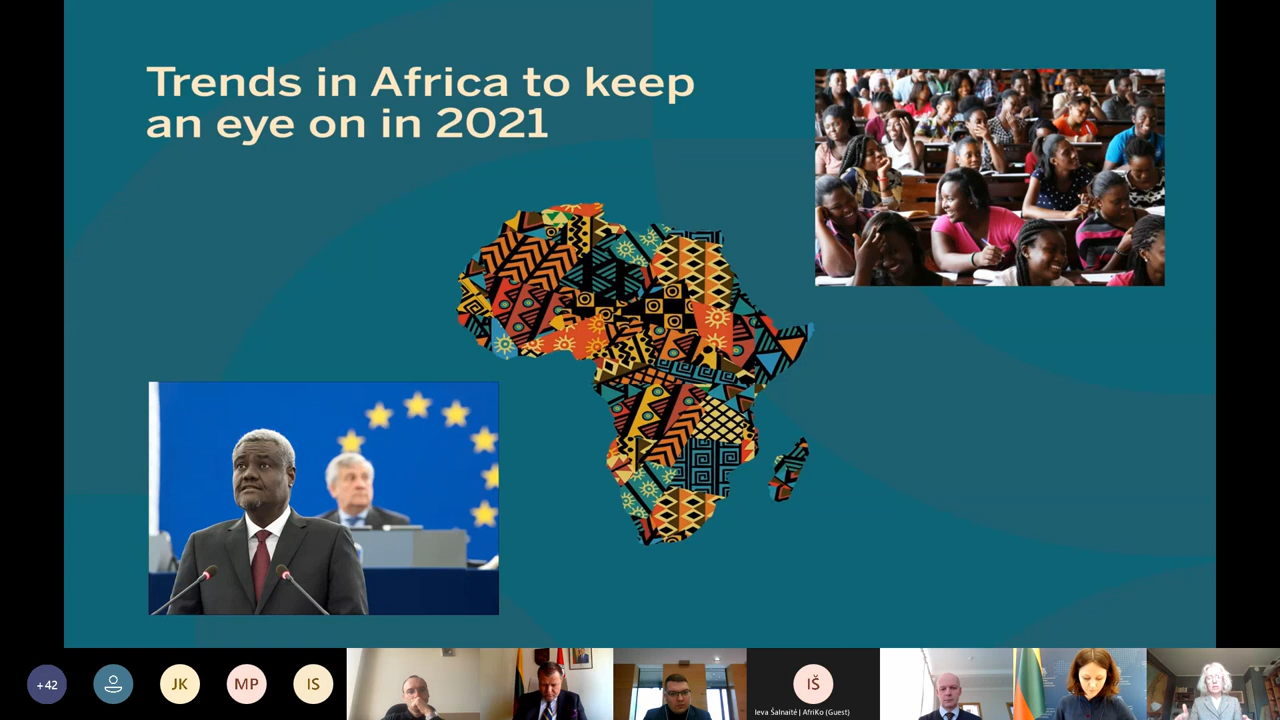 Trends in Africa to keep
an eye on in 2021
+42
JK
MP
IS
IŠ
Ieva Šalnaitė | AfriKo (Guest)